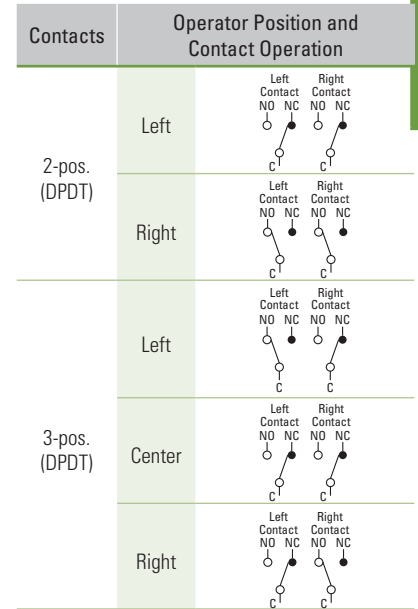 Contacts
Operator Position and
Contact Operation
2-pos.
(DPDT)
Left
Left Right
Contact Contact
NO NC NO NC
C C
Right
Left Right
Contact Contact
NO NC NO NC
C C
3-pos.
(DPDT)
Left
Left Right
Contact Contact
NO NC NO NC
C C
Center
Left Right
Contact Contact
NO NC NO NC
C C
Right
Left Right
Contact Contact
NO NC NO NC
C C